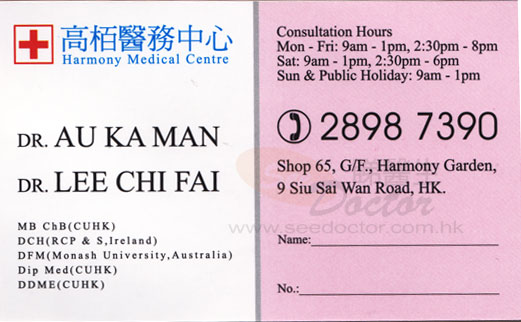 高栢醫務中心
Harmony Medical Centre
DR. AU KA MAN
DR. LEE CHI FAI
MB ChB(CUHK)
DCH(RCP & S,Ireland)
DFM(Monash University,Australia)
Dip Med(CUHK)
DDME(CUHK)
Consultation Hours
Mon - Fri: 9am - 1pm, 2:30pm - 8pm
Sat: 9am - 1pm, 2:30pm - 6pm
Sun & Public Holiday: 9am - 1pm
2898 7390
Shop 65, G/F., Harmony Garden,
9 Siu Sai Wan Road, HK.
Name:
No.:
Doctor
www.seedoctor.com.hk